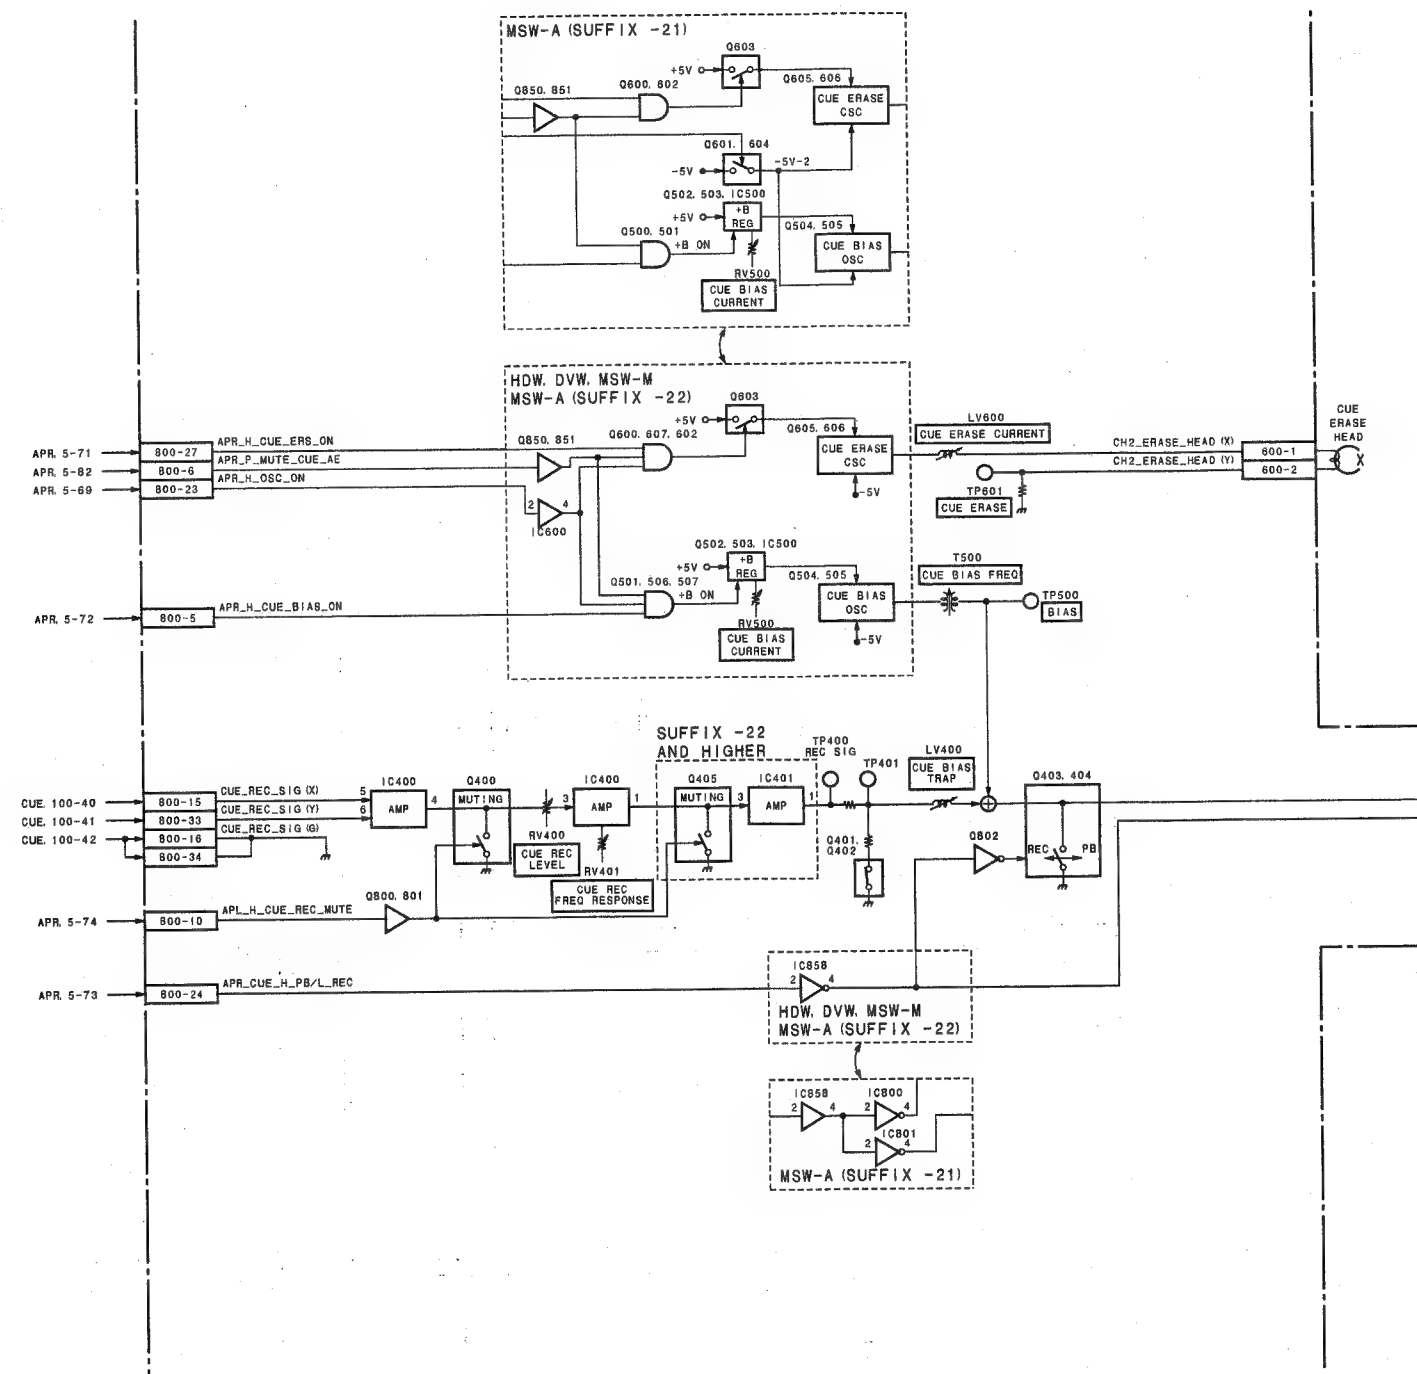 MSW-A (SUFFIX -21)
Q603
+5V
Q605, 606
Q850, 851
Q600, 602
CUE ERASE
CSC
Q601, 604
-5V
-5V-2
Q502, 503, IC500
+5V
+B
REG
Q504, 505
Q500, 501
+B ON
CUE BIAS
OSC
RV500
CUE BIAS
CURRENT
HDW, DVW, MSW-M
MSW-A (SUFFIX -22)
Q603
+5V
Q605, 606
Q850, 851
Q600, 607, 602
CUE ERASE
CSC
-5V
LV600
CUE ERASE CURRENT
CUE
ERASE
HEAD
X
CH2_ERASE_HEAD (X)
600-1
CH2_ERASE_HEAD (Y)
600-2
TP601
CUE ERASE
APR. 5-71
800-27
APR_H_CUE_ERS_ON
APR. 5-82
800-6
APR_P_MUTE_CUE_AE
APR. 5-69
800-23
APR_H_OSC_ON
2
4
IC600
Q502, 503, IC500
+5V
+B
REG
Q504, 505
Q501, 506, 507
+B ON
CUE BIAS
OSC
-5V
RV500
CUE BIAS
CURRENT
T500
CUE BIAS FREQ
TP500
BIAS
APR. 5-72
800-5
APR_H_CUE_BIAS_ON
SUFFIX -22
AND HIGHER
TP400
REC SIG
TP401
LV400
CUE BIAS
TRAP
Q403, 404
CUE. 100-40
800-15
CUE_REC_SIG (X)
CUE. 100-41
800-33
CUE_REC_SIG (Y)
CUE. 100-42
800-16
CUE_REC_SIG (G)
800-34
5
6
IC400
AMP
4
Q400
MUTING
RV400
CUE REC
LEVEL
3
IC400
AMP
1
RV401
CUE REC
FREQ RESPONSE
Q405
MUTING
3
IC401
AMP
1
Q401,
Q402
Q802
REC
PB
APR. 5-74
800-10
APL_H_CUE_REC_MUTE
Q800, 801
APR. 5-73
800-24
APR_CUE_H_PB/L_REC
IC858
2
4
HDW, DVW, MSW-M
MSW-A (SUFFIX -22)
IC858
2
4
IC800
2
4
IC801
2
4
MSW-A (SUFFIX -21)